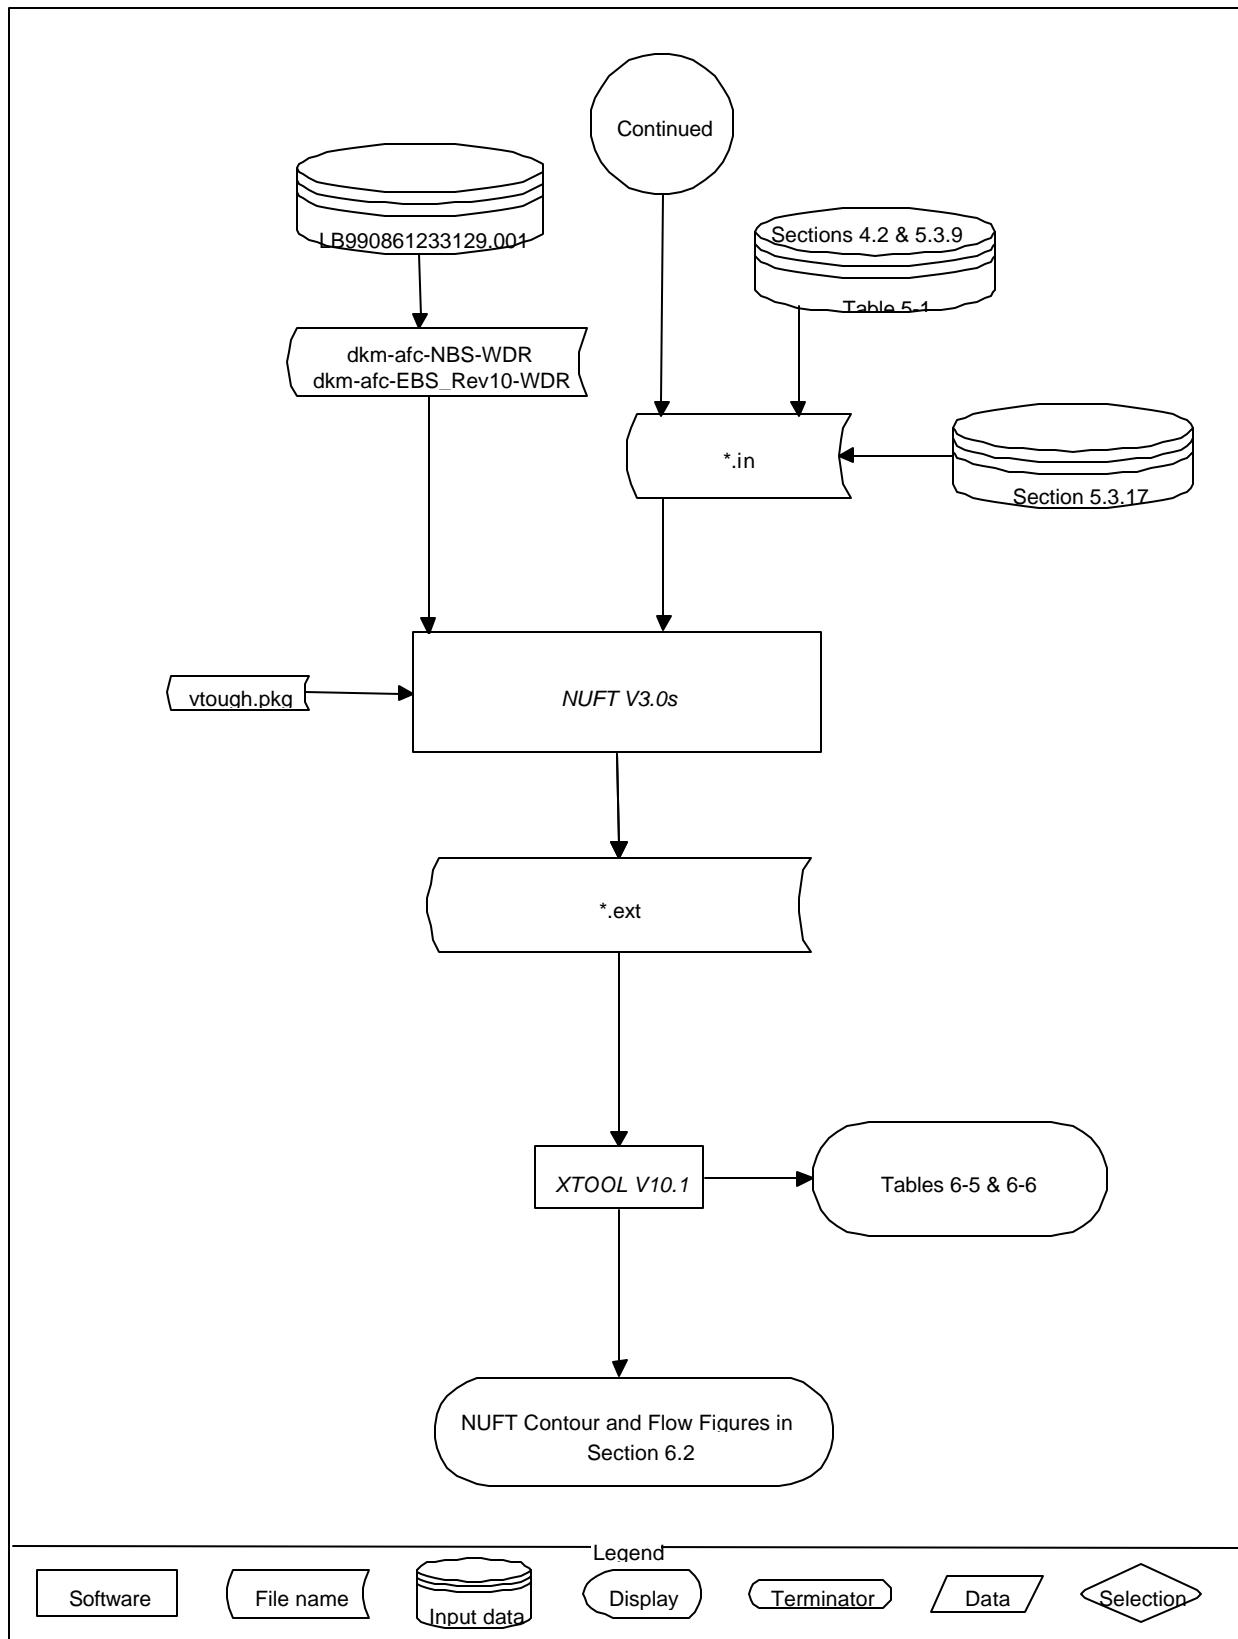 Continued
LB990861233129.001
Sections 4.2 & 5.3.9
Table 5-1
dkm-afc-NBS-WDR
dkm-afc-EBS_Rev10-WDR
*.in
Section 5.3.17
vtough.pkg
NUFT V3.0s
*.ext
XTOOL V10.1
Tables 6-5 & 6-6
NUFT Contour and Flow Figures in
Section 6.2
Legend
Software
File name
Input data
Display
Terminator
Data
Selection